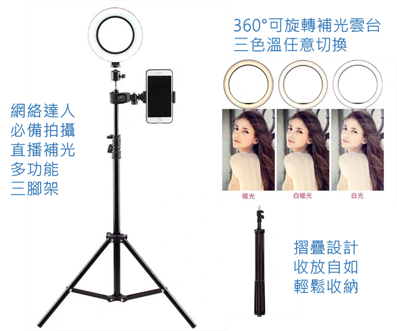 360°可旋轉補光雲台
三色溫任意切換
網絡達人
必備拍攝
直播補光
多功能
三腳架
暖光
自暖光
白光
摺疊設計
收放自如
輕鬆收納